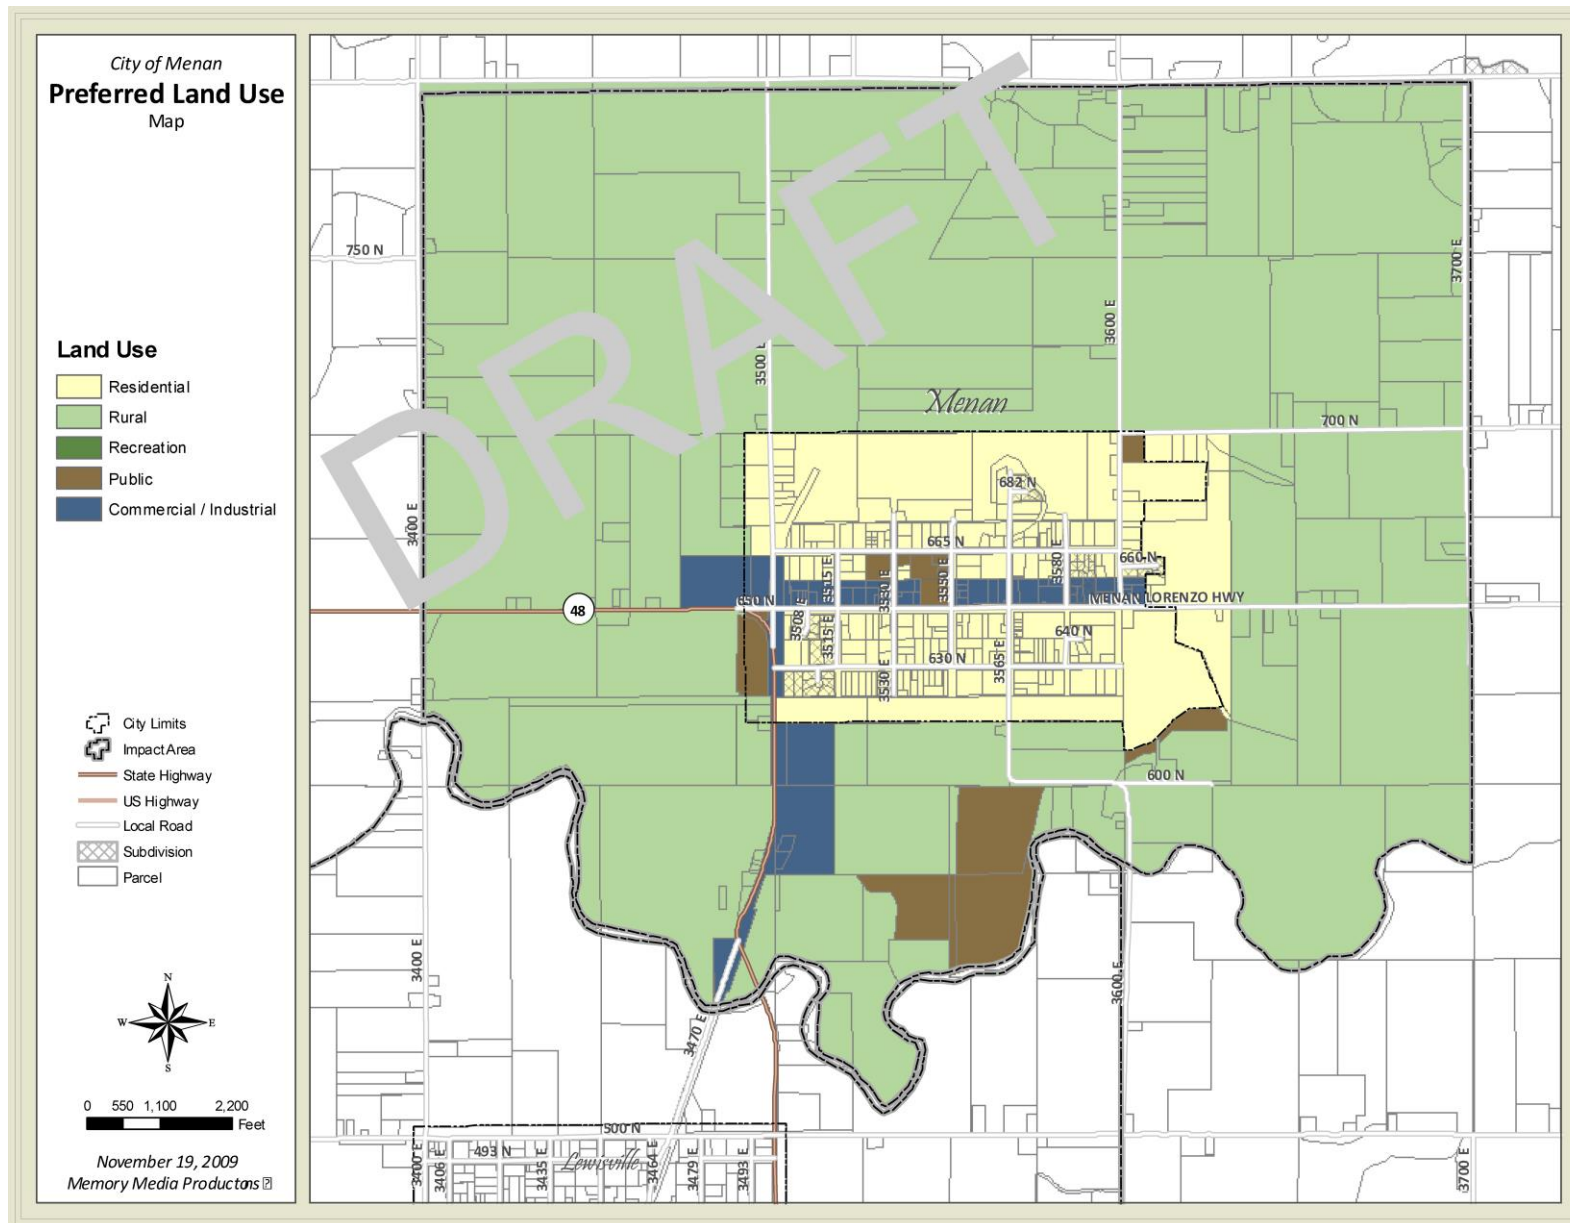 City of Menan
Preferred Land Use
Map
Land Use
Residential
Rural
Recreation
Public
Commercial / Industrial
City Limits
Impact Area
State Highway
US Highway
Local Road
Subdivision
Parcel
N
W
E
S
0 550 1,100 2,200
Feet
November 19, 2009
Memory Media Productons
DRAFT
750 N
3700 E
3600 E
3500 E
Menan
700 N
3400 E
682 N
665 N
3580 E
660 N
3515 E
3530 E
3550 E
48
650 N
MENAN LORENZO HWY
3508 E
3515 E
640 N
630 N
3530 E
3565 E
600 N
3400 E
3600 E
3470 E
500 N
493 N
Lewisville
3400 E
3406 E
3435 E
3464 E
3479 E
3493 E
3700 E